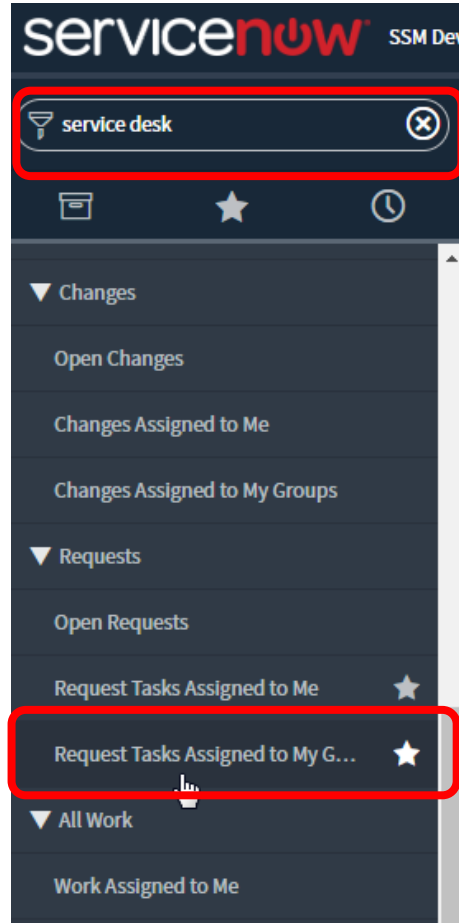 servicenow SSM Dev
service desk
Changes
Open Changes
Changes Assigned to Me
Changes Assigned to My Groups
Requests
Open Requests
Request Tasks Assigned to Me
Request Tasks Assigned to My G...
All Work
Work Assigned to Me